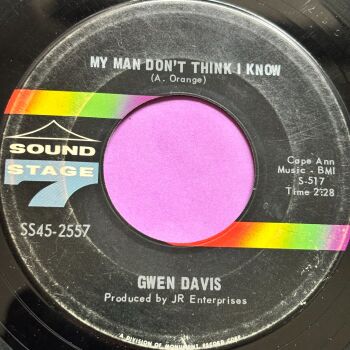 MY MAN DON'T THINK I KNOW
(A. Orange)
SOUND
STAGE
7
SS45-2557
Cape Ann
Music - BMI
S-517
Time 2:28
GWEN DAVIS
Produced by JR Enterprises
A DIVISION OF MONUMENT RECORD CORP.